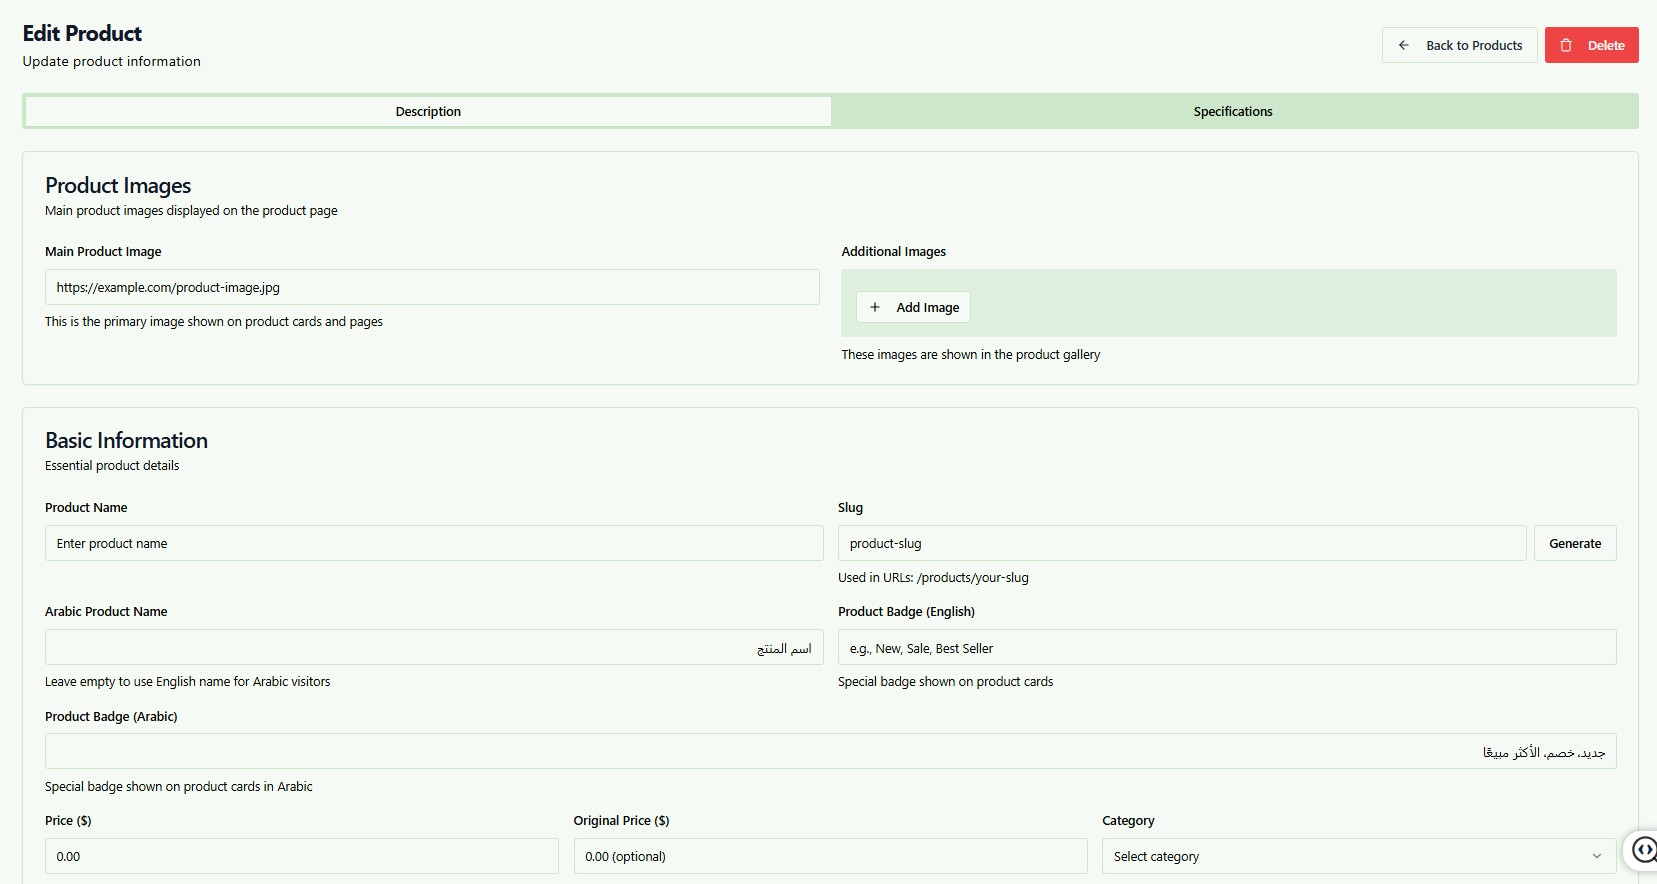 Edit Product
Update product information
Back to Products
Delete
Description
Specifications
Product Images
Main product images displayed on the product page
Main Product Image
Additional Images
https://example.com/product-image.jpg
+ Add Image
This is the primary image shown on product cards and pages
These images are shown in the product gallery
Basic Information
Essential product details
Product Name
Slug
Enter product name
product-slug
Generate
Used in URLs: /products/your-slug
Arabic Product Name
Product Badge (English)
اسم المنتج
e.g., New, Sale, Best Seller
Leave empty to use English name for Arabic visitors
Special badge shown on product cards
Product Badge (Arabic)
جديد، خصم، الأكثر مبيعًا
Special badge shown on product cards in Arabic
Price ($)
Original Price ($)
Category
0.00
0.00 (optional)
Select category